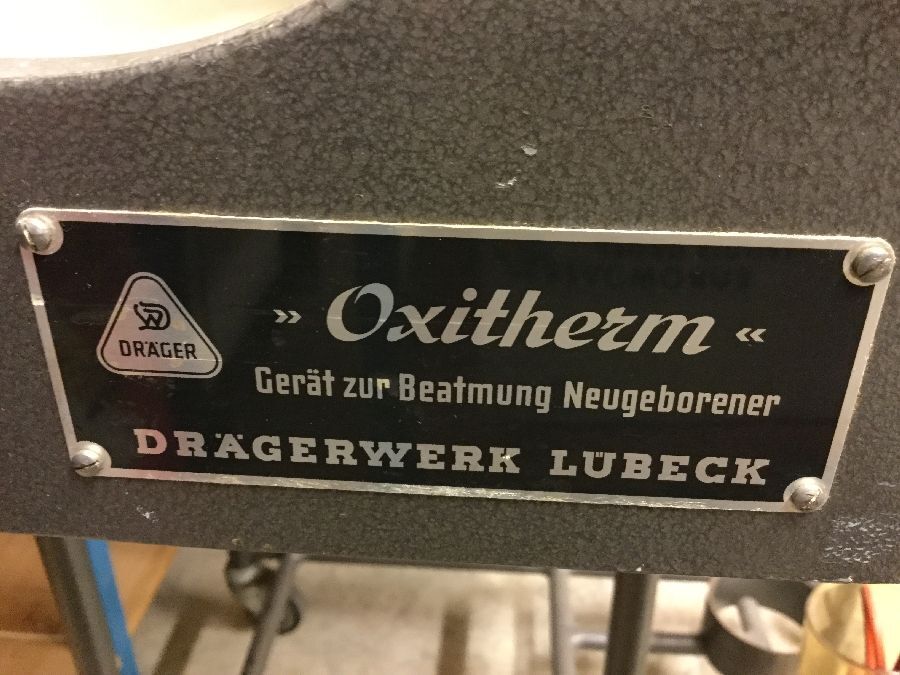 DRÄGER
» Oxitherm «
Gerät zur Beatmung Neugeborener
DRÄGERWERK LÜBECK